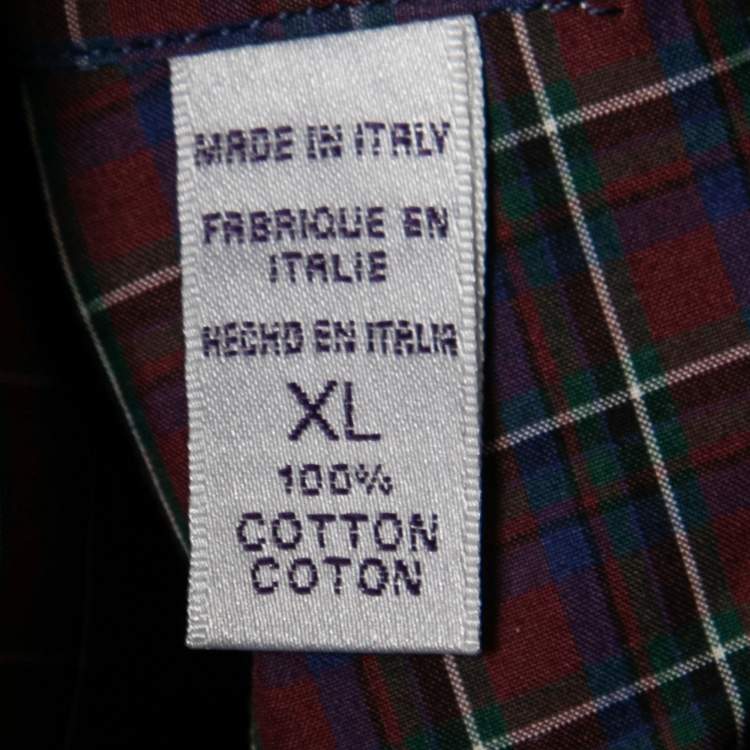 MADE IN ITALY
FABRIQUE EN
ITALIE
HECHO EN ITALIA
XL
100%
COTTON
COTON